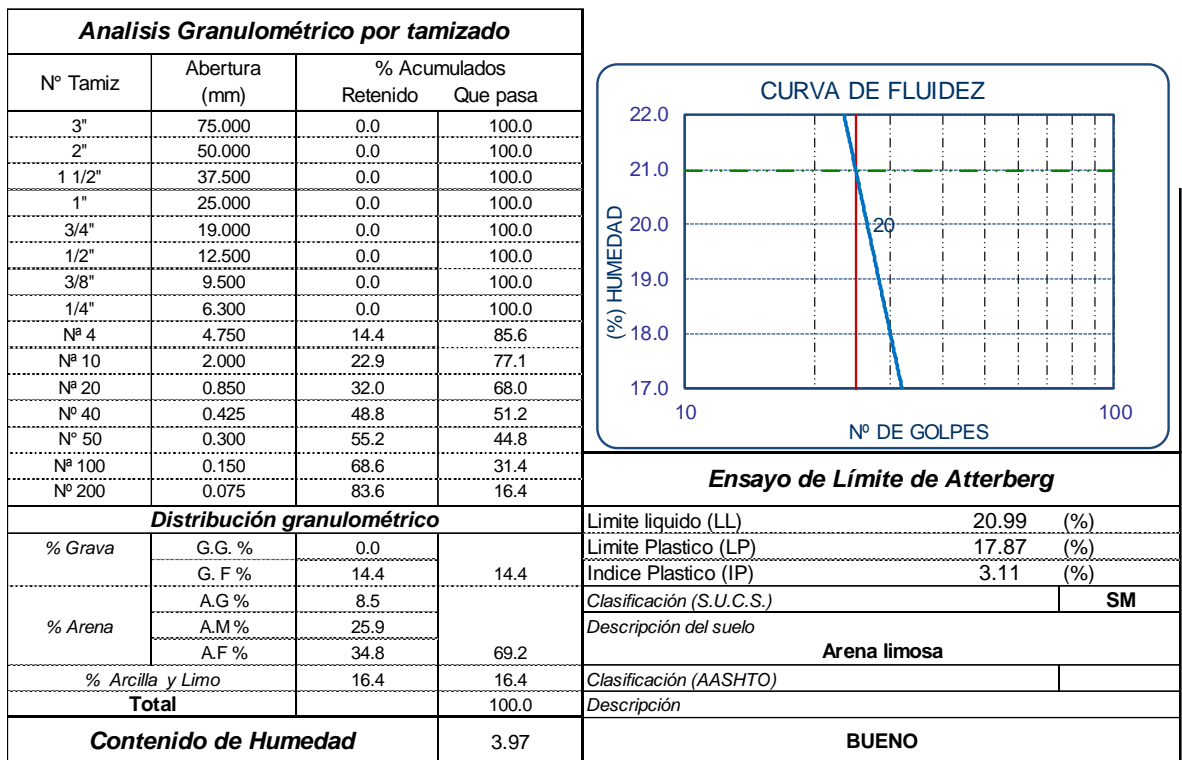 Analisis Granulométrico por tamizado
N° Tamiz Abertura (mm) % Acumulados
Retenido Que pasa
3" 75.000 0.0 100.0
2" 50.000 0.0 100.0
1 1/2" 37.500 0.0 100.0
1" 25.000 0.0 100.0
3/4" 19.000 0.0 100.0
1/2" 12.500 0.0 100.0
3/8" 9.500 0.0 100.0
1/4" 6.300 0.0 100.0
Nª 4 4.750 14.4 85.6
Nª 10 2.000 22.9 77.1
Nª 20 0.850 32.0 68.0
Nº 40 0.425 48.8 51.2
N° 50 0.300 55.2 44.8
Nª 100 0.150 68.6 31.4
Nº 200 0.075 83.6 16.4
Distribución granulométrico
% Grava G.G. % 0.0
G. F % 14.4 14.4
A.G % 8.5
% Arena A.M % 25.9
A.F % 34.8 69.2
% Arcilla y Limo 16.4 16.4
Total 100.0
Contenido de Humedad 3.97
CURVA DE FLUIDEZ
22.0
21.0
20.0
19.0
18.0
17.0
(%) HUMEDAD
20
10 100
Nº DE GOLPES
Ensayo de Límite de Atterberg
Limite liquido (LL) 20.99 (%)
Limite Plastico (LP) 17.87 (%)
Indice Plastico (IP) 3.11 (%)
Clasificación (S.U.C.S.) SM
Descripción del suelo
Arena limosa
Clasificación (AASHTO)
Descripción
BUENO